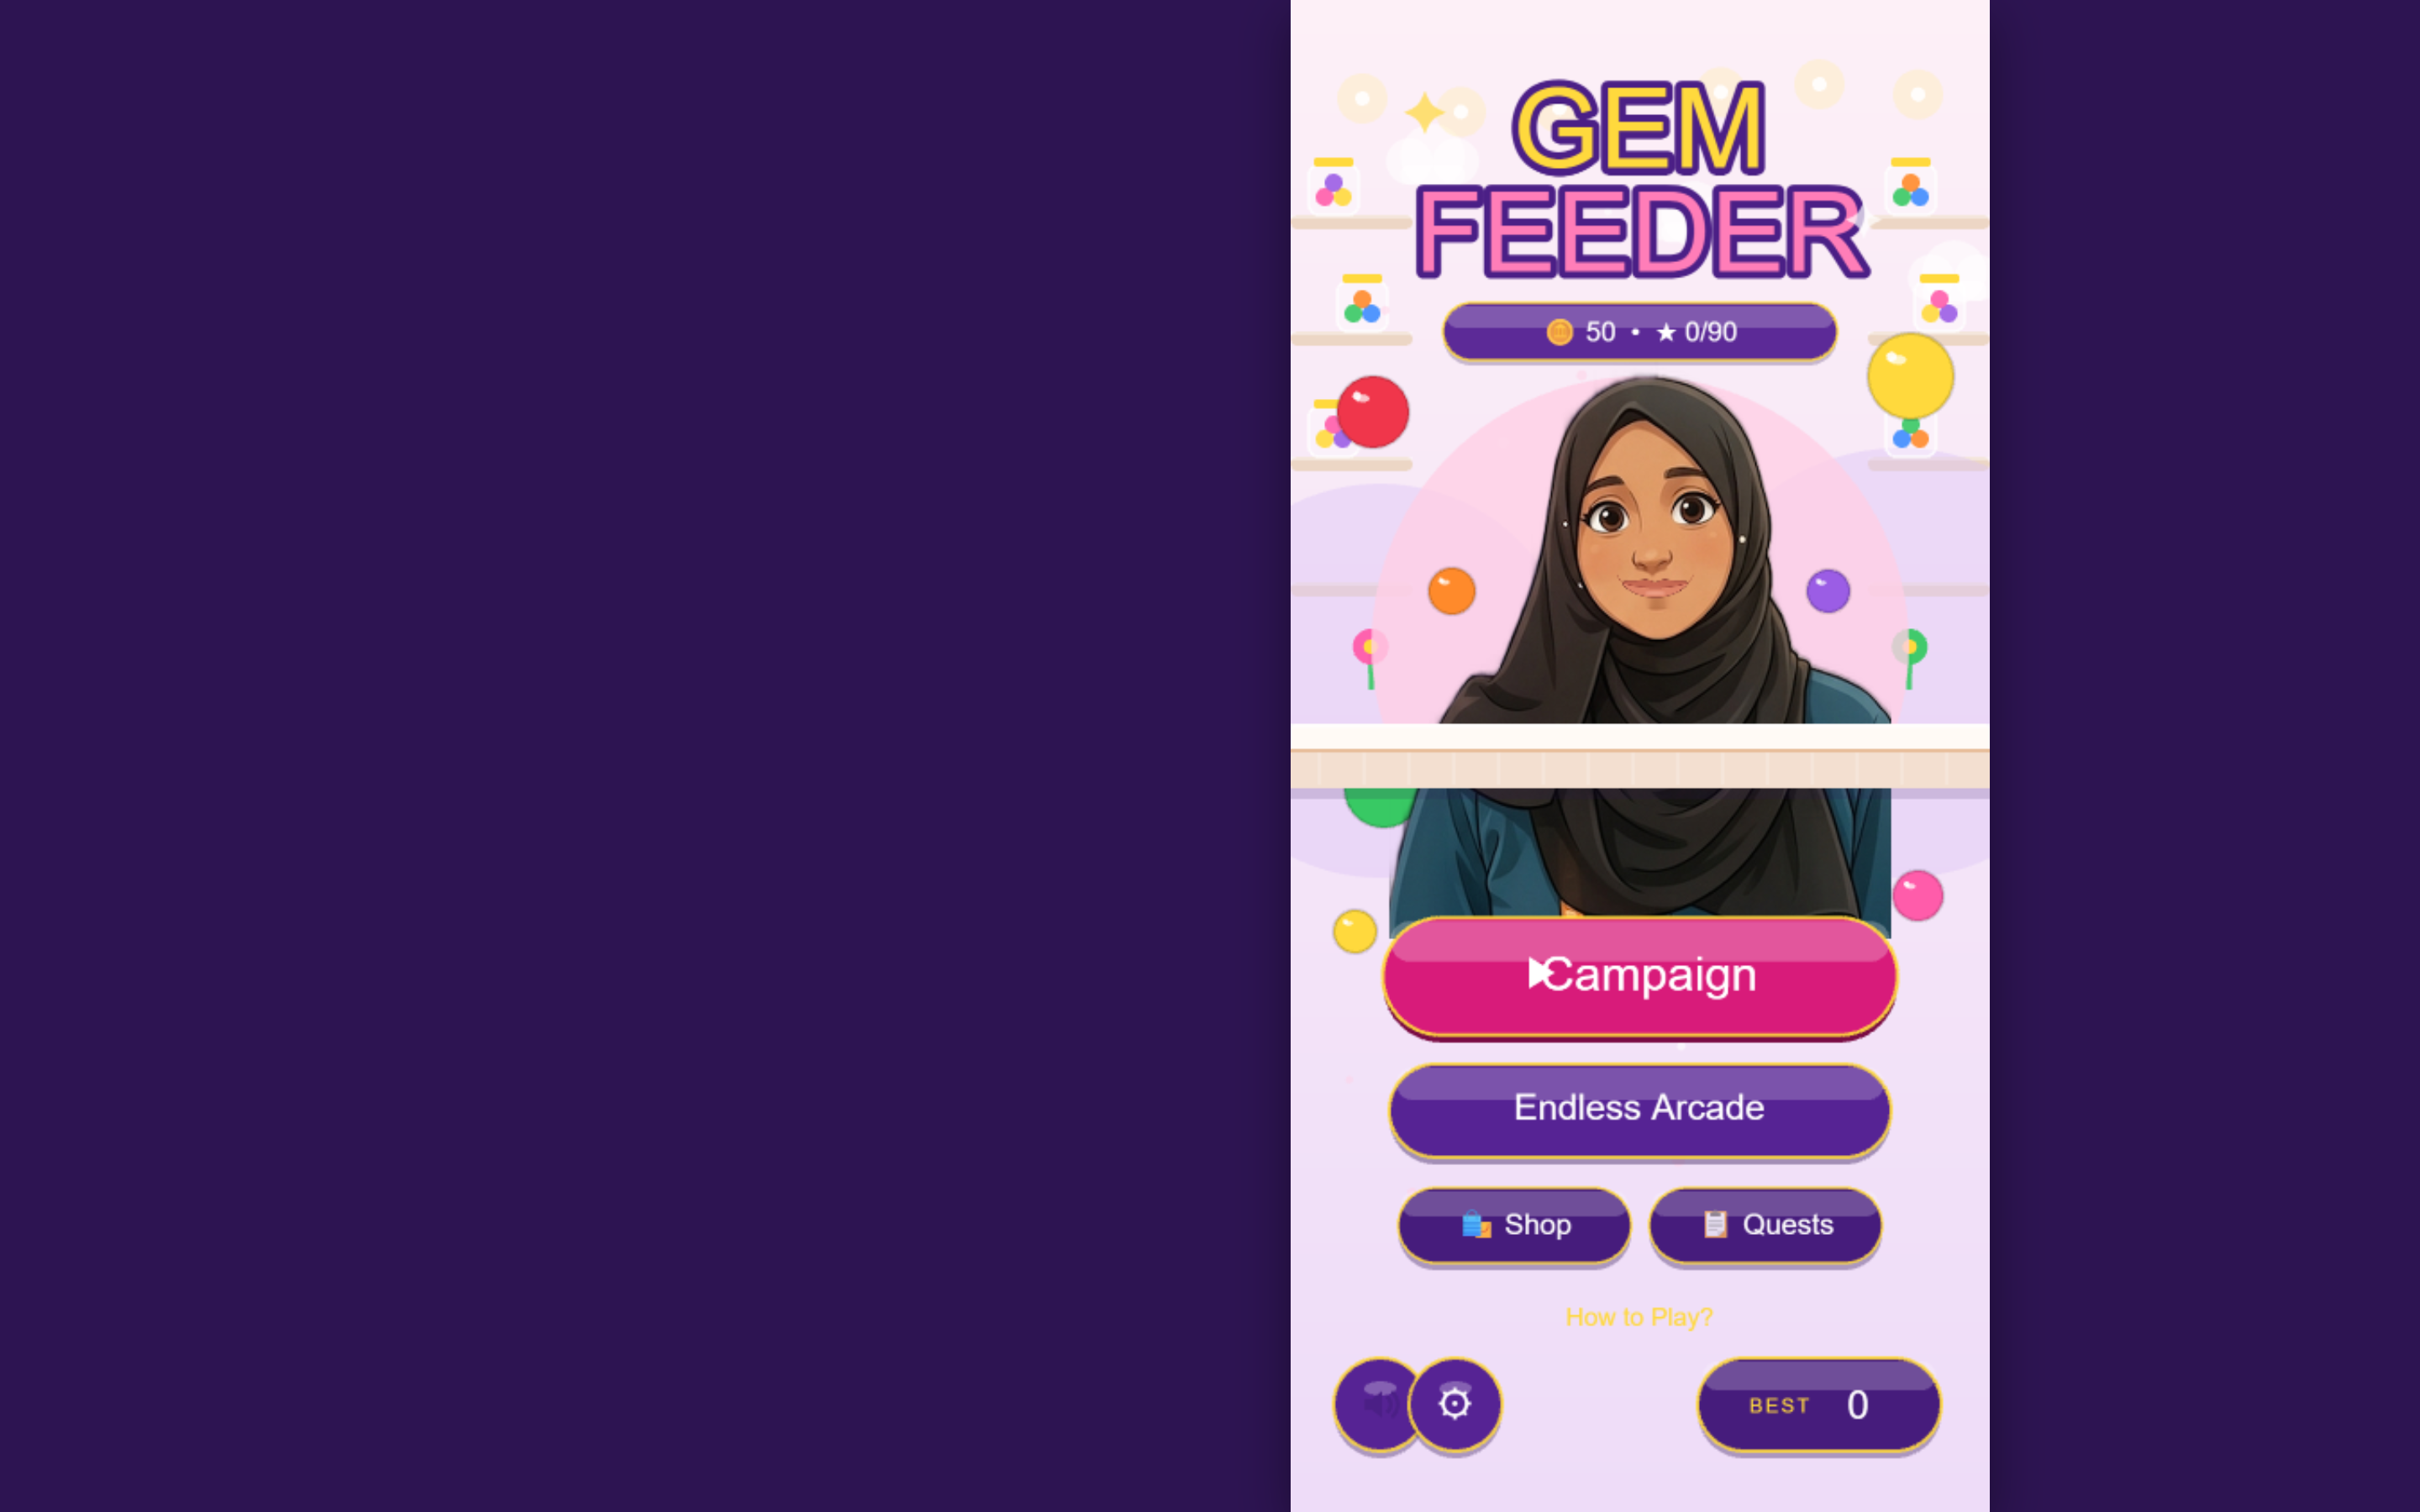 GEM
FEEDER
50 • ★ 0/90
Campaign
Endless Arcade
Shop
Quests
How to Play?
BEST 0